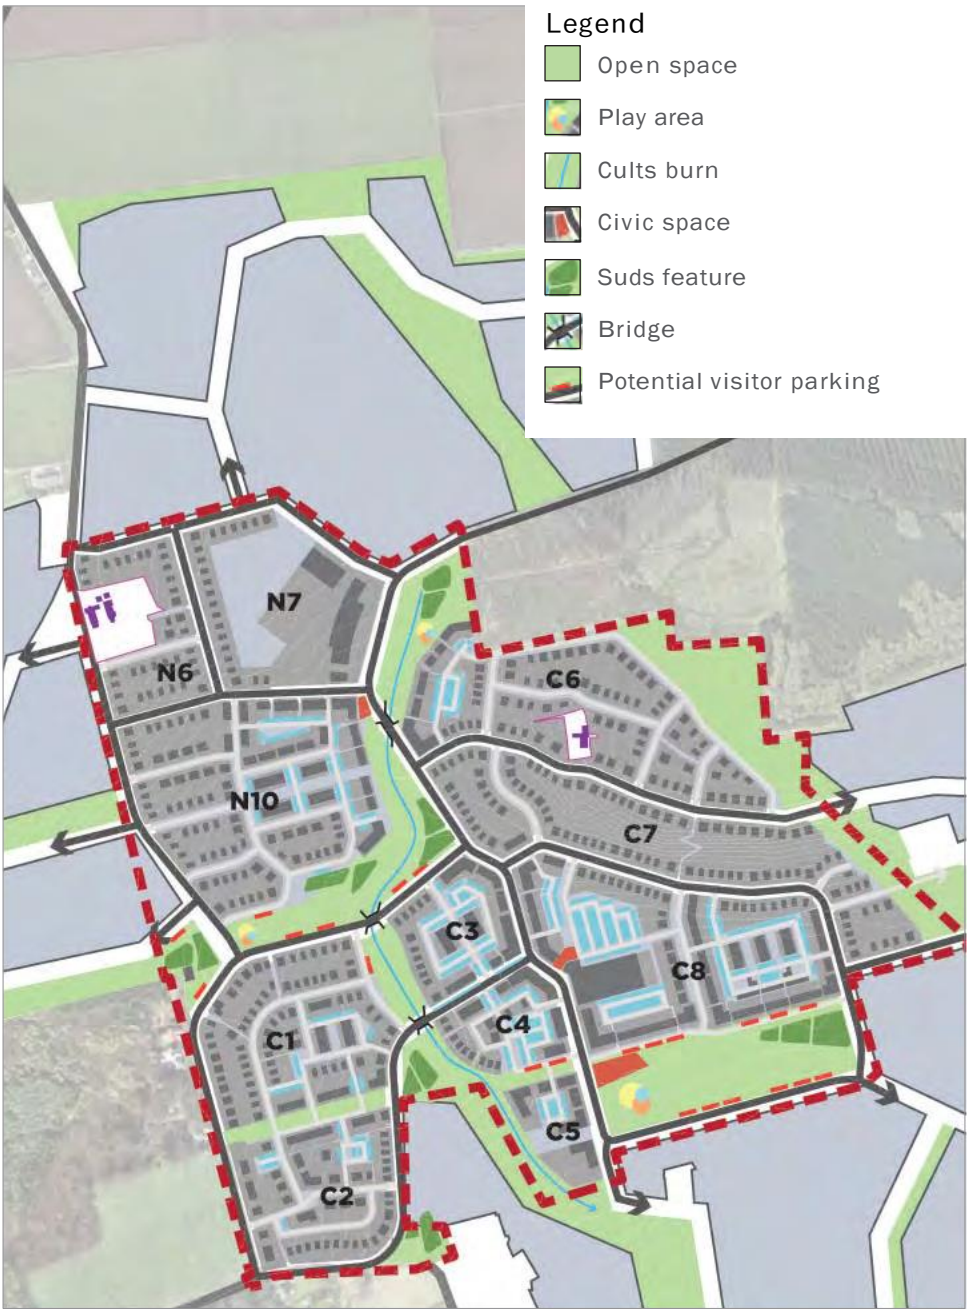 Legend
Open space
Play area
Cults burn
Civic space
Suds feature
Bridge
Potential visitor parking
N7
N6
C6
N10
C7
C3
C8
C4
C1
C5
C2